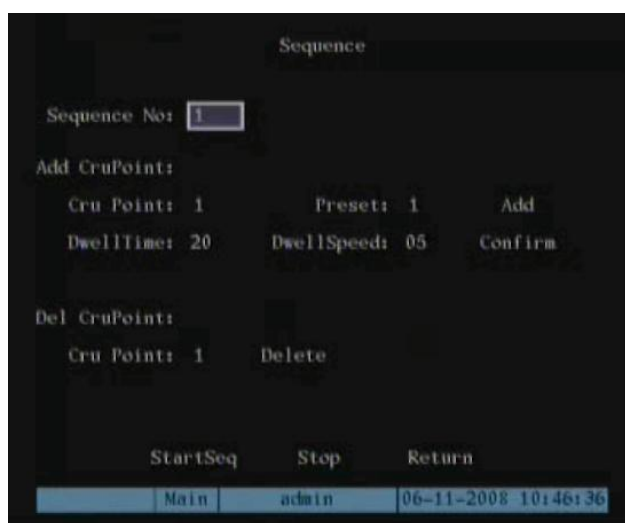 Sequence
Sequence No: 1
Add CruPoint:
Cru Point: 1 Preset: 1 Add
DwellTime: 20 DwellSpeed: 05 Confirm
Del CruPoint:
Cru Point: 1 Delete
StartSeq Stop Return
Main admin 06-11-2008 10:46:36